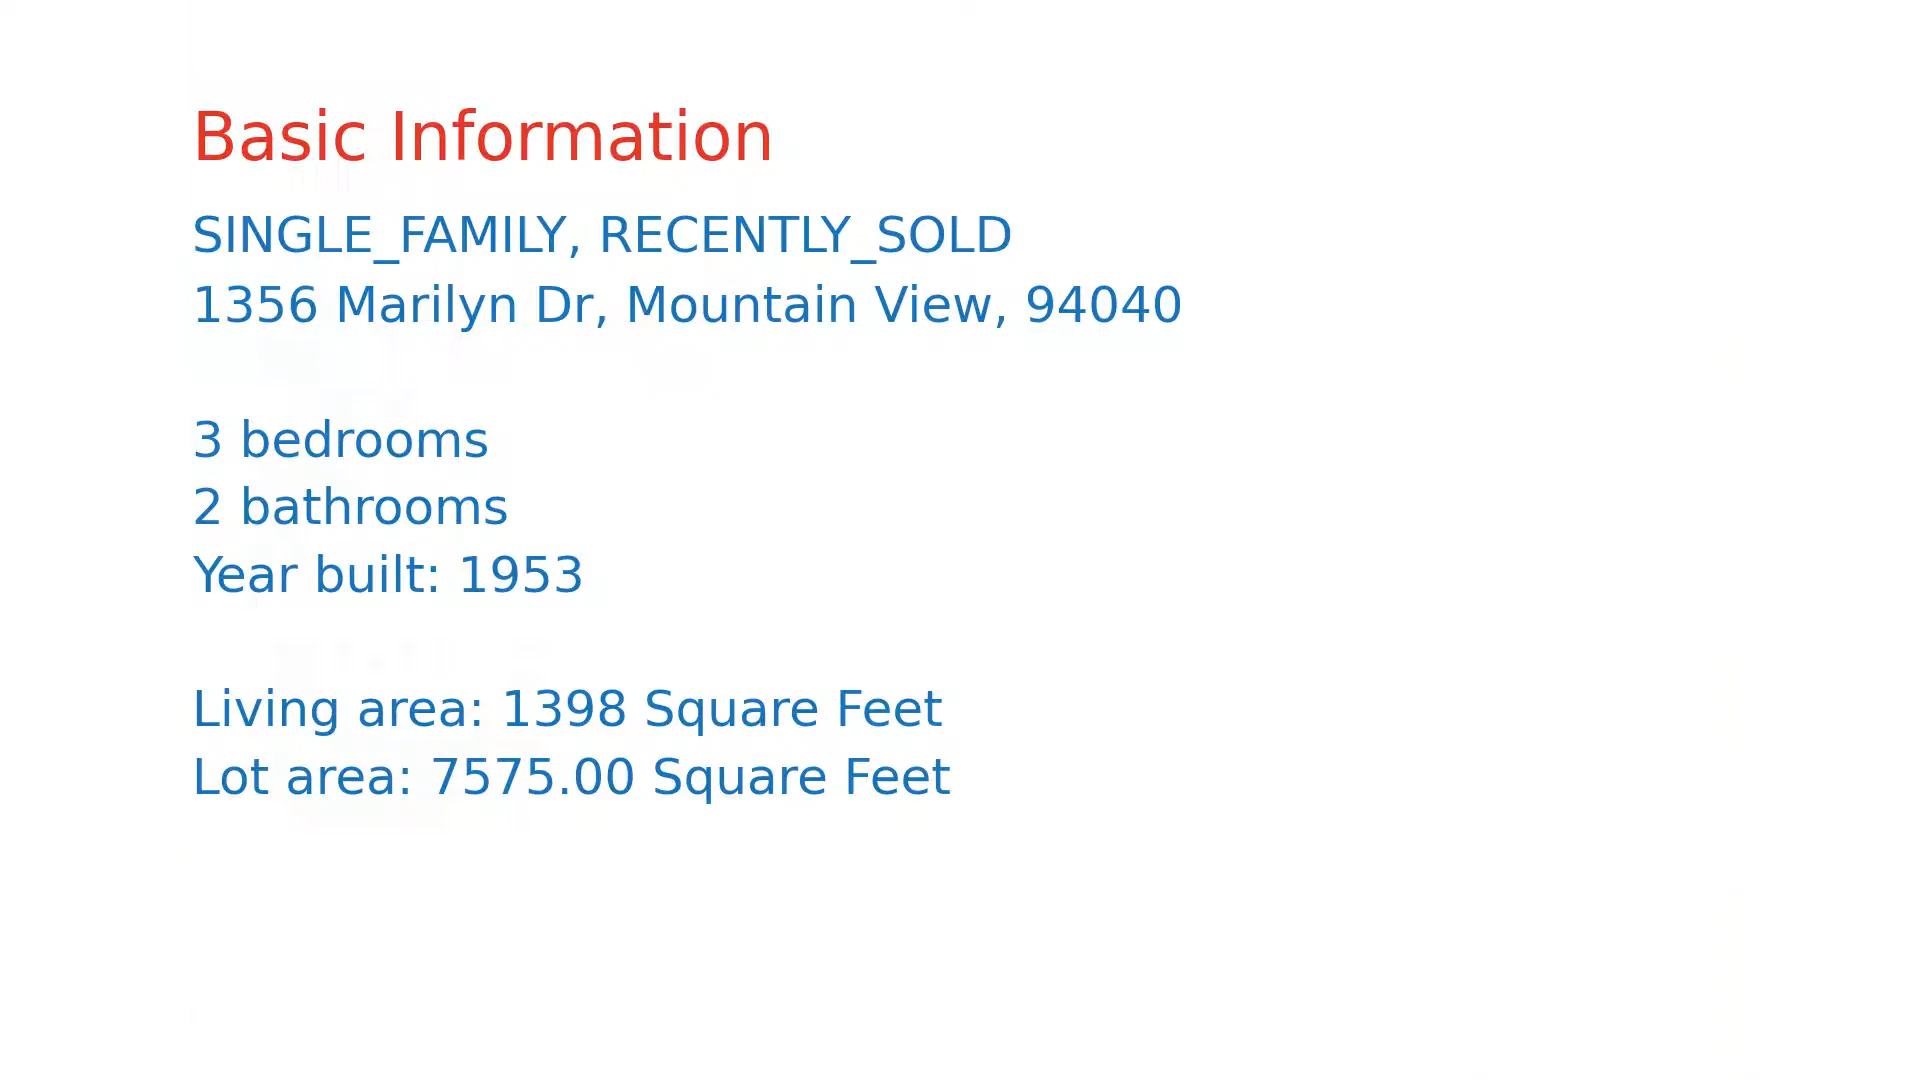 Basic Information
SINGLE_FAMILY, RECENTLY_SOLD
1356 Marilyn Dr, Mountain View, 94040
3 bedrooms
2 bathrooms
Year built: 1953
Living area: 1398 Square Feet
Lot area: 7575.00 Square Feet